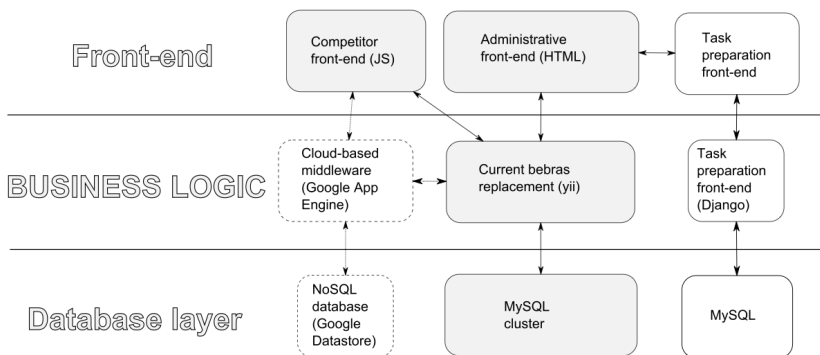 Front-end
Competitor
front-end (JS)
Administrative
front-end (HTML)
Task
preparation
front-end
BUSINESS LOGIC
Cloud-based
middleware
(Google App
Engine)
Current bebras
replacement (yii)
Task
preparation
front-end
(Django)
Database layer
NoSQL
database
(Google
Datastore)
MySQL
cluster
MySQL